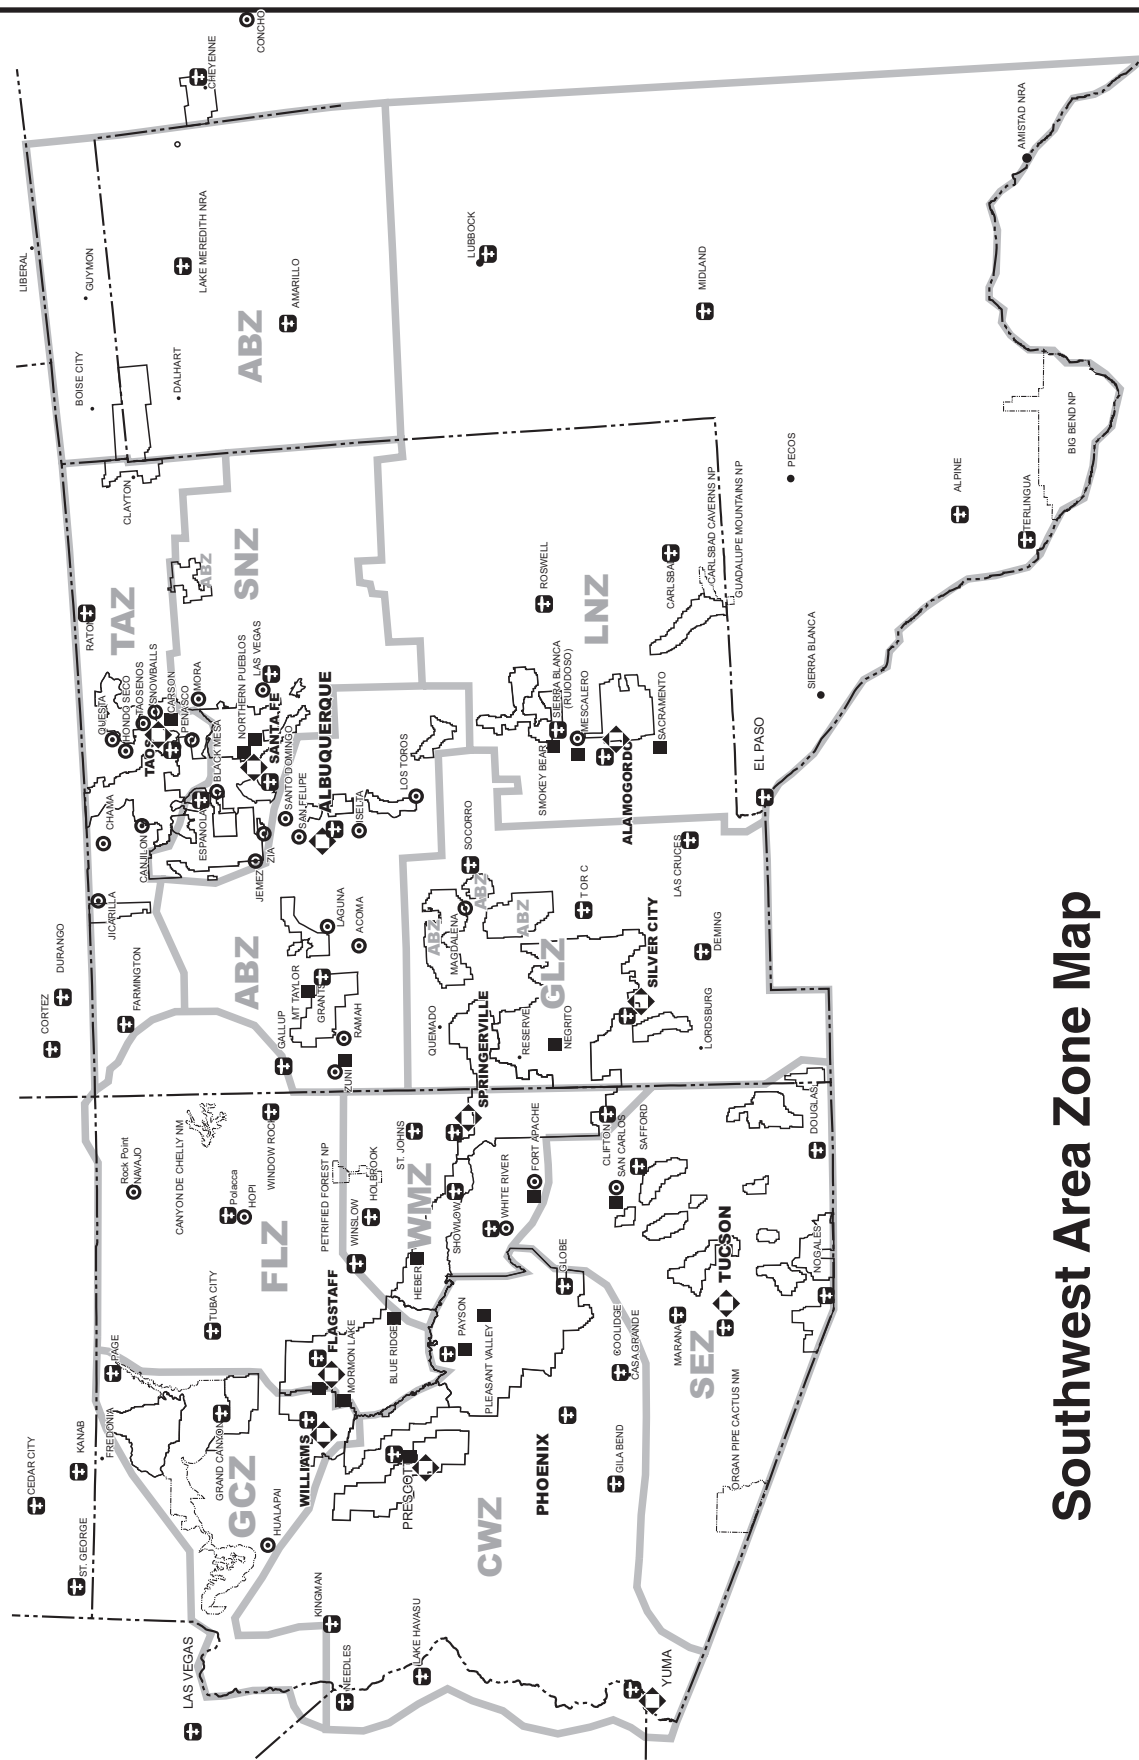 Southwest Area Zone Map
CEDAR CITY
ST. GEORGE
KANAB
FREDONIA
PAGE
LAS VEGAS
GRAND CANYON
GCZ
HUALAPAI
KINGMAN
NEEDLES
LAKE HAVASU
YUMA
WILLIAMS
FLAGSTAFF
MORMON LAKE
BLUE RIDGE
PRESCOTT
CWZ
PHOENIX
GILA BEND
PAYSON
PLEASANT VALLEY
GLOBE
COOLIDGE
CASA GRANDE
ORGAN PIPE CACTUS NM
MARANA
SEZ
TUCSON
NOGALES
DOUGLAS
TUBA CITY
FLZ
Polacca
HOPI
Rock Point
NAVAJO
CANYON DE CHELLY NM
WINDOW ROCK
PETRIFIED FOREST NP
WINSLOW
HOLBROOK
HEBER
WMZ
ST. JOHNS
SHOWLOW
WHITE RIVER
FORT APACHE
SPRINGERVILLE
CLIFTON
SAN CARLOS
SAFFORD
CORTEZ
DURANGO
FARMINGTON
JICARILLA
CHAMA
CANJILON
GALLUP
ZUNI
RAMAH
MT TAYLOR
GRANTS
ABZ
LAGUNA
ACOMA
JEMEZ
ZIA
ESPANOLA
BLACK MESA
SAN FELIPE
SANTO DOMINGO
ISELTA
LOS TOROS
ALBUQUERQUE
SANTA FE
NORTHERN PUEBLOS
LAS VEGAS
TAOS
QUESTA
HONDO SECO
TAOSENOS
SNOWBALLS
CARSON
PENASCO
MORA
RATON
TAZ
CLAYTON
ABZ
SNZ
QUEMADO
MAGDALENA
ABZ
SOCORRO
ABZ
ABZ
RESERVE
NEGRITO
GLZ
T OR C
SILVER CITY
LORDSBURG
DEMING
LAS CRUCES
SMOKEY BEAR
SIERRA BLANCA
(RUIODOSO)
MESCALERO
ALAMOGORDO
SACRAMENTO
ROSWELL
LNZ
CARLSBAD
CARLSBAD CAVERNS NP
GUADALUPE MOUNTAINS NP
EL PASO
SIERRA BLANCA
PECOS
ALPINE
TERLINGUA
BIG BEND NP
AMISTAD NRA
MIDLAND
LUBBOCK
AMARILLO
ABZ
LAKE MEREDITH NRA
DALHART
BOISE CITY
GUYMON
LIBERAL
CHEYENNE
CONCHO